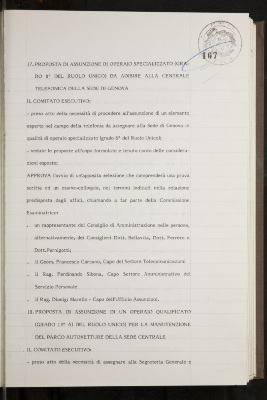 167
17. PROPOSTA DI ASSUNZIONE DI OPERAIO SPECIALIZZATO (GRA-
DO 6° DEL RUOLO UNICO) DA ADIBIRE ALLA CENTRALE
TELEFONICA DELLA SEDE DI GENOVA
IL COMITATO ESECUTIVO:
- preso atto della necessità di procedere all'assunzione di un elemento
esperto nel campo della telefonia da assegnare alla Sede di Genova in
qualità di operaio specializzato (grado 6° del Ruolo Unico);
- vedute le proposte all'uopo formulate e tenuto conto delle considera-
zioni esposte;
APPROVA l'avvio di un'apposita selezione che comprenderà una prova
scritta ed un esame-colloquio, nei termini indicati nella relazione
predisposta dagli uffici, chiamando a far parte della Commissione
Esaminatrice:
. un rappresentante del Consiglio di Amministrazione nelle persone,
alternativamente, dei Consiglieri Dott. Bellavita, Dott. Ferrero e
Dott.
. il Geom. Francesco Cervero, Capo del Settore Telecomunicazioni
. il Rag. Ferdinando Sibona, Capo Settore Amministrativo del
Servizio Personale
. il Rag. Dionigi - Capo dell'Ufficio Assunzioni.
18. PROPOSTA DI ASSUNZIONE DI UN OPERAIO QUALIFICATO
(GRADO 7° DEL RUOLO UNICO) PER LA MANUTENZIONE
DEL PARCO AUTOVETTURE DELLA SEDE CENTRALE
IL COMITATO ESECUTIVO:
- preso atto della necessità di assegnare alla Segreteria Generale e